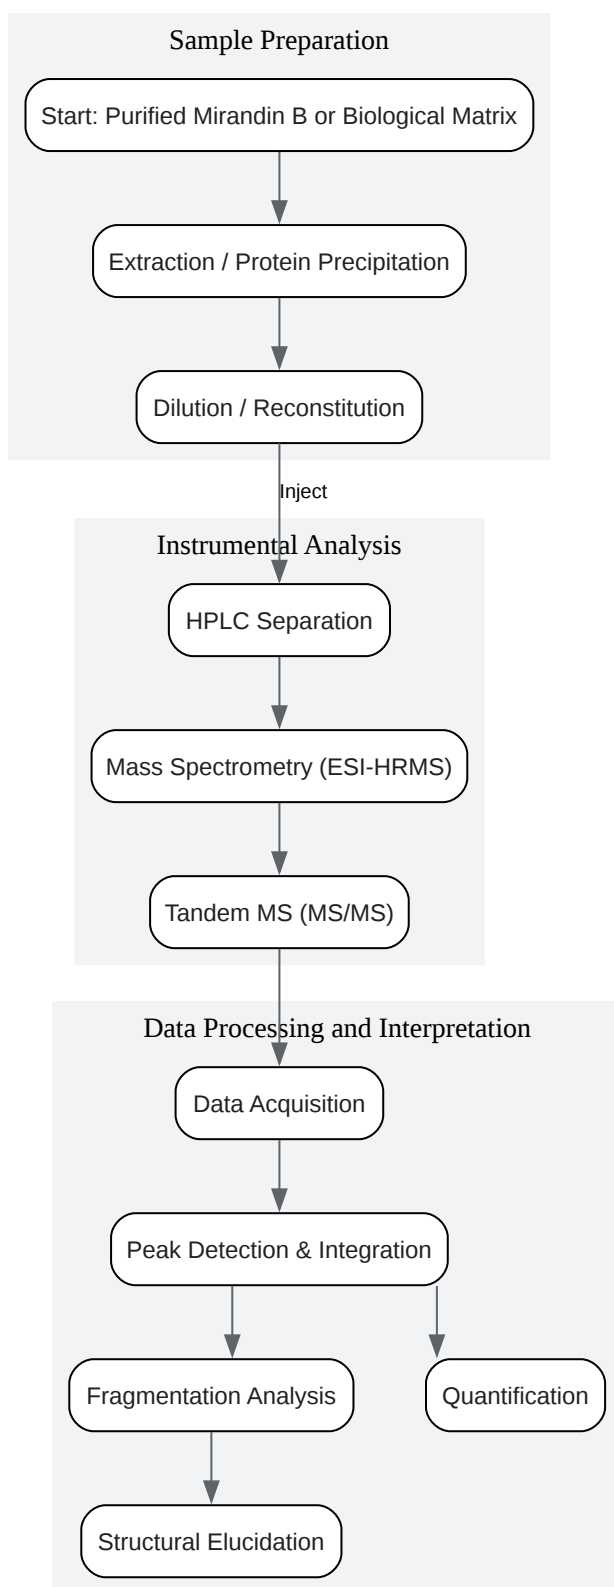 Sample Preparation
Start: Purified Mirandin B or Biological Matrix
Extraction / Protein Precipitation
Dilution / Reconstitution
Inject
Instrumental Analysis
HPLC Separation
Mass Spectrometry (ESI-HRMS)
Tandem MS (MS/MS)
Data Processing and Interpretation
Data Acquisition
Peak Detection & Integration
Fragmentation Analysis
Quantification
Structural Elucidation